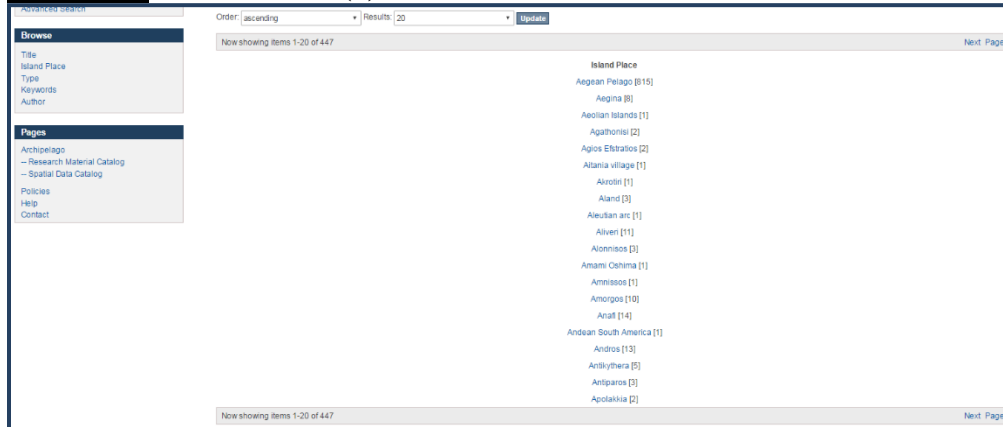 Advanced Search
Browse
Title
Island Place
Type
Keywords
Author
Pages
Archipelago
– Research Material Catalog
– Spatial Data Catalog
Policies
Help
Contact
Order: ascending Results: 20 Update
Now showing items 1-20 of 447 Next Page
Island Place
Aegean Pelago [815]
Aegina [8]
Aeolian Islands [1]
Agathonisi [2]
Agios Efstratios [2]
Aitania village [1]
Akrotiri [1]
Aland [3]
Aleutian arc [1]
Aliveri [11]
Alonnisos [3]
Amami Oshima [1]
Amnissos [1]
Amorgos [10]
Anafi [14]
Andean South America [1]
Andros [13]
Antikythera [5]
Antiparos [3]
Apolakkia [2]
Now showing items 1-20 of 447 Next Page